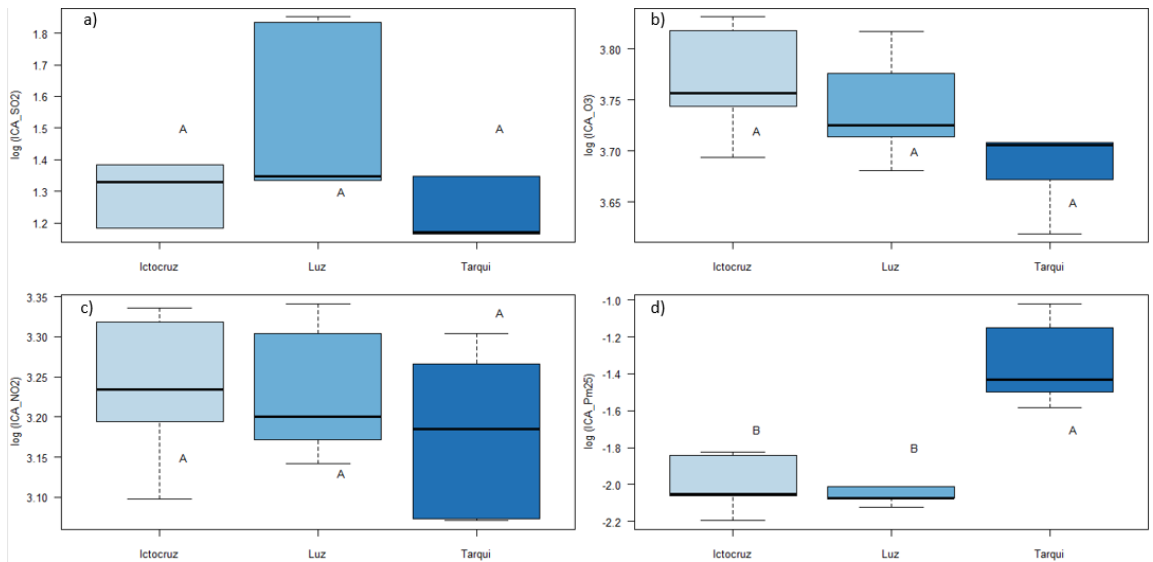 a)
log (ICA_SO2)
1.8
1.7
1.6
1.5
1.4
1.3
1.2
A
A
A
Ictocruz
Luz
Tarqui
b)
log (ICA_O3)
3.80
3.75
3.70
3.65
A
A
A
Ictocruz
Luz
Tarqui
c)
log (ICA_NO2)
3.35
3.30
3.25
3.20
3.15
3.10
A
A
A
Ictocruz
Luz
Tarqui
d)
log (ICA_Pm25)
-1.0
-1.2
-1.4
-1.6
-1.8
-2.0
-2.2
B
B
A
Ictocruz
Luz
Tarqui